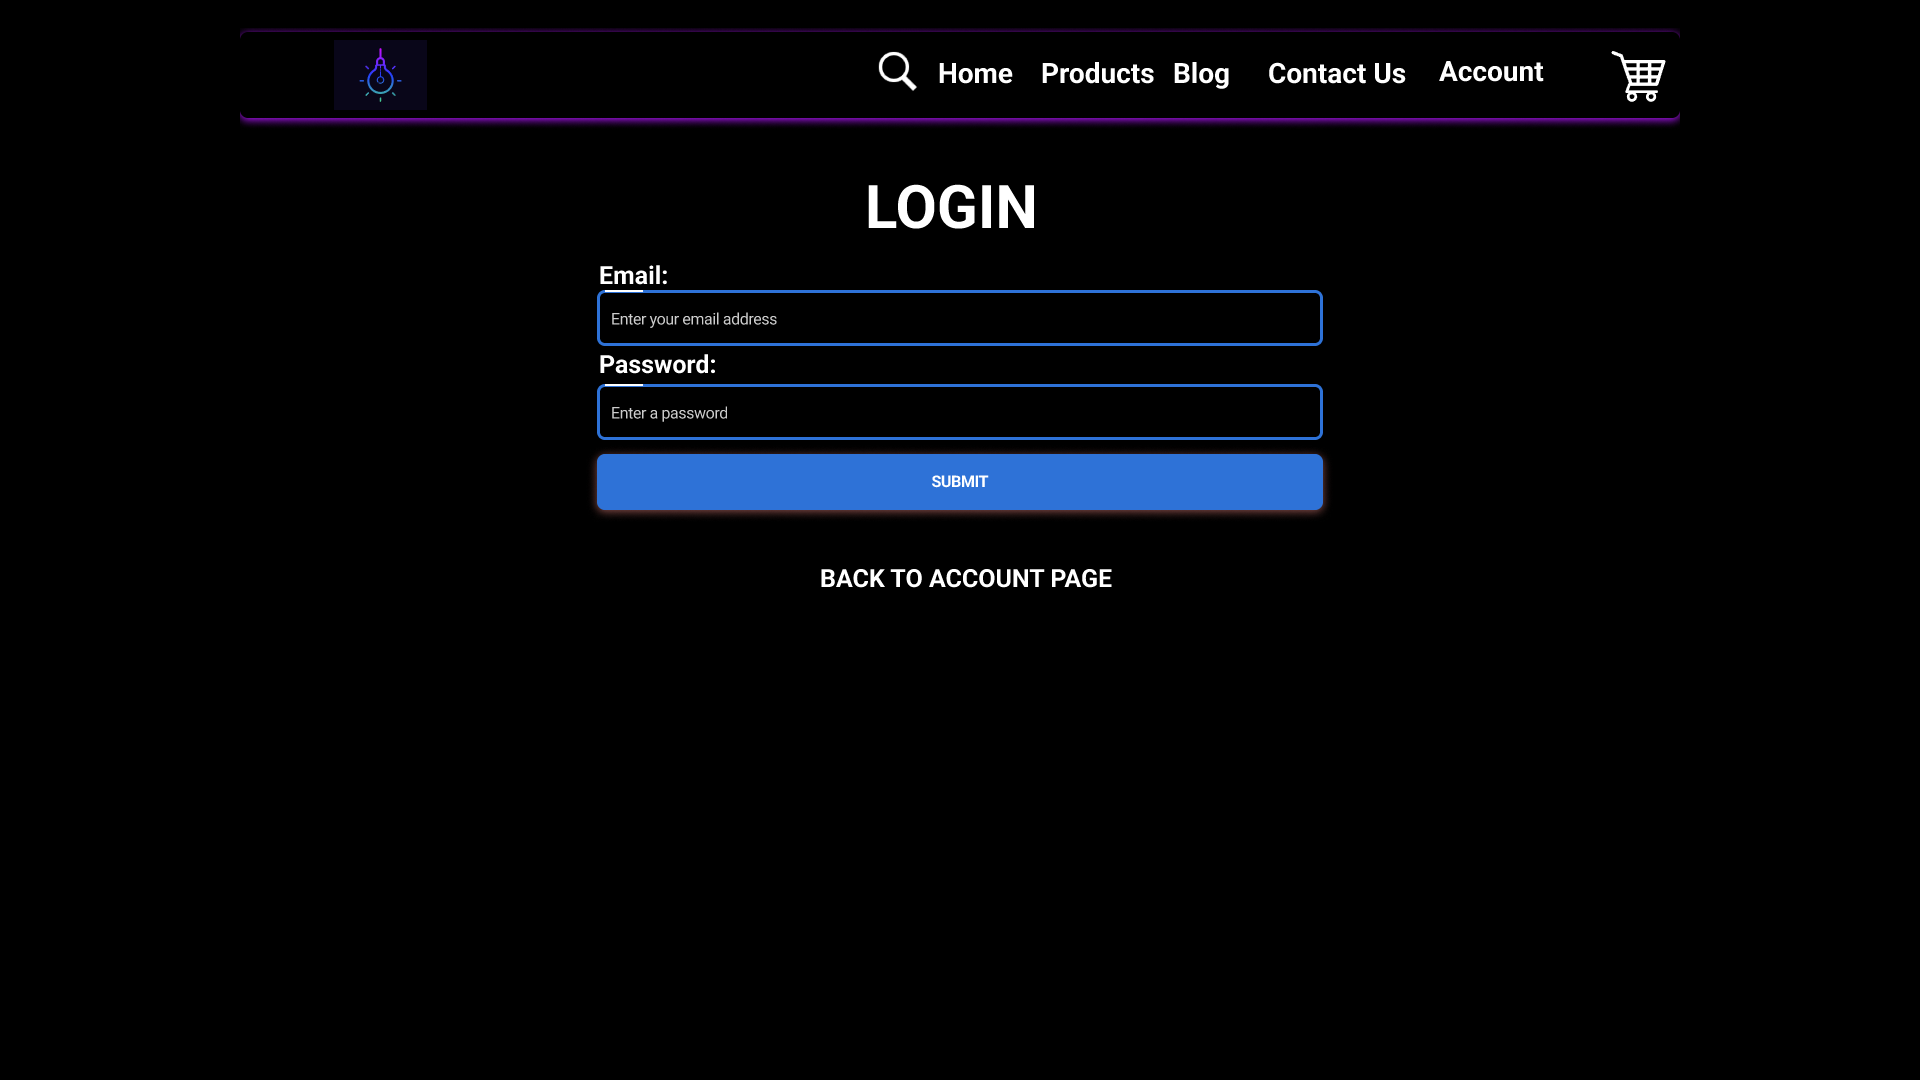 Home Products Blog Contact Us Account
LOGIN
Email:
Enter your email address
Password:
Enter a password
SUBMIT
BACK TO ACCOUNT PAGE